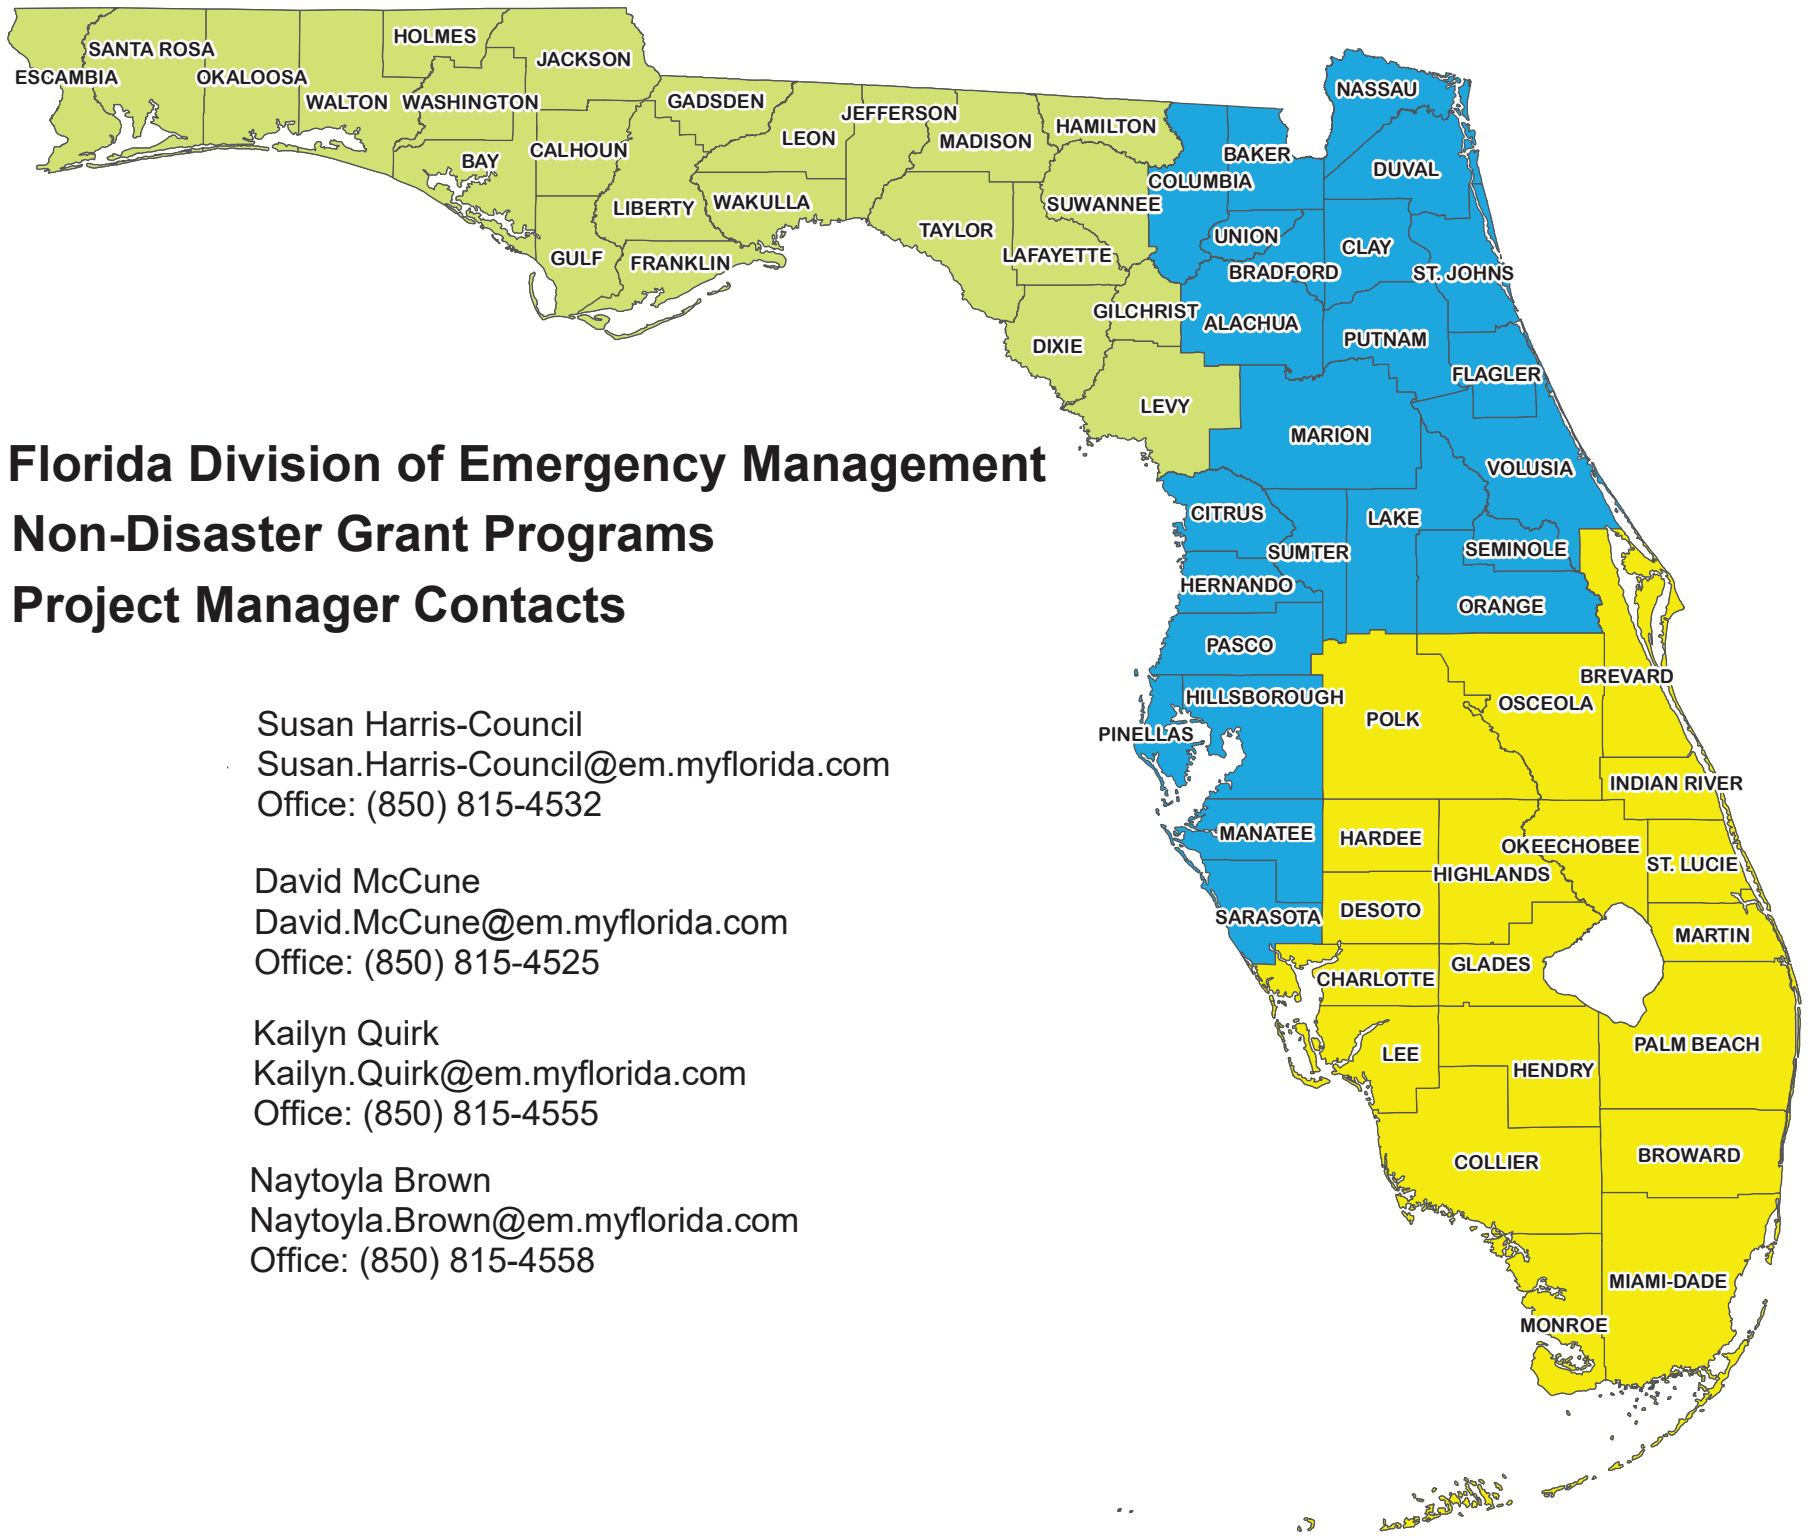 HOLMES
SANTA ROSA
JACKSON
ESCAMBIA
OKALOOSA
WALTON
WASHINGTON
GADSDEN
JEFFERSON
LEON
MADISON
HAMILTON
NASSAU
BAY
CALHOUN
BAKER
DUVAL
COLUMBIA
LIBERTY
WAKULLA
SUWANNEE
TAYLOR
UNION
CLAY
LAFAYETTE
GULF
FRANKLIN
BRADFORD
ST. JOHNS
GILCHRIST
ALACHUA
DIXIE
PUTNAM
FLAGLER
LEVY
MARION
VOLUSIA
Florida Division of Emergency Management
Non-Disaster Grant Programs
Project Manager Contacts
CITRUS
LAKE
SUMTER
SEMINOLE
HERNANDO
ORANGE
PASCO
BREVARD
HILLSBOROUGH
OSCEOLA
POLK
PINELLAS
INDIAN RIVER
MANATEE
HARDEE
OKEECHOBEE
ST. LUCIE
HIGHLANDS
SARASOTA
DESOTO
MARTIN
CHARLOTTE
GLADES
LEE
PALM BEACH
HENDRY
COLLIER
BROWARD
MIAMI-DADE
MONROE
Susan Harris-Council
Susan.Harris-Council@em.myflorida.com
Office: (850) 815-4532
David McCune
David.McCune@em.myflorida.com
Office: (850) 815-4525
Kailyn Quirk
Kailyn.Quirk@em.myflorida.com
Office: (850) 815-4555
Naytoyla Brown
Naytoyla.Brown@em.myflorida.com
Office: (850) 815-4558